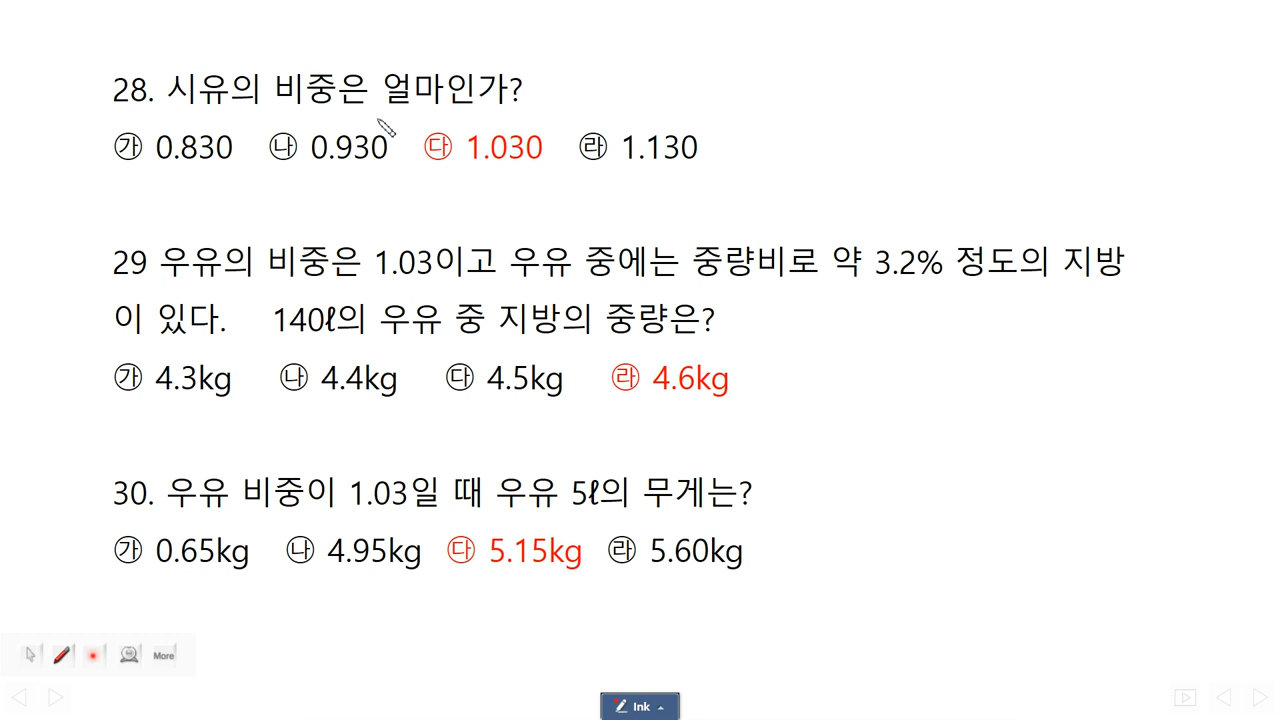 28. 시유의 비중은 얼마인가?
㉮ 0.830 ㉯ 0.930 ㉰ 1.030 ㉱ 1.130
29 우유의 비중은 1.03이고 우유 중에는 중량비로 약 3.2% 정도의 지방
이 있다. 140ℓ의 우유 중 지방의 중량은?
㉮ 4.3kg ㉯ 4.4kg ㉰ 4.5kg ㉱ 4.6kg
30. 우유 비중이 1.03일 때 우유 5ℓ의 무게는?
㉮ 0.65kg ㉯ 4.95kg ㉰ 5.15kg ㉱ 5.60kg
More
Ink